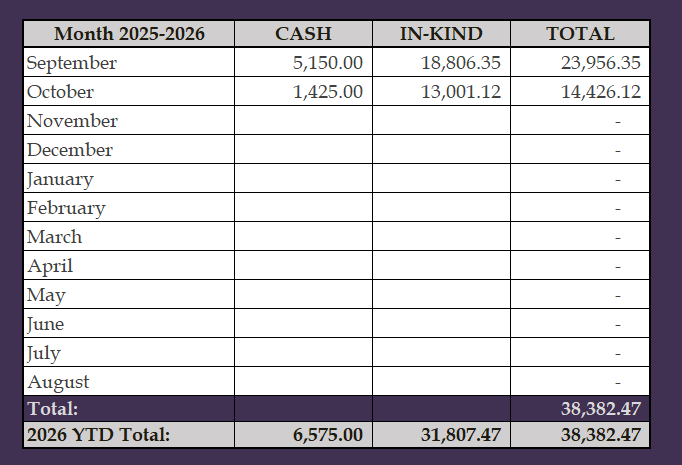 Month 2025-2026 CASH IN-KIND TOTAL
September 5,150.00 18,806.35 23,956.35
October 1,425.00 13,001.12 14,426.12
November -
December -
January -
February -
March -
April -
May -
June -
July -
August -
Total: 38,382.47
2026 YTD Total: 6,575.00 31,807.47 38,382.47